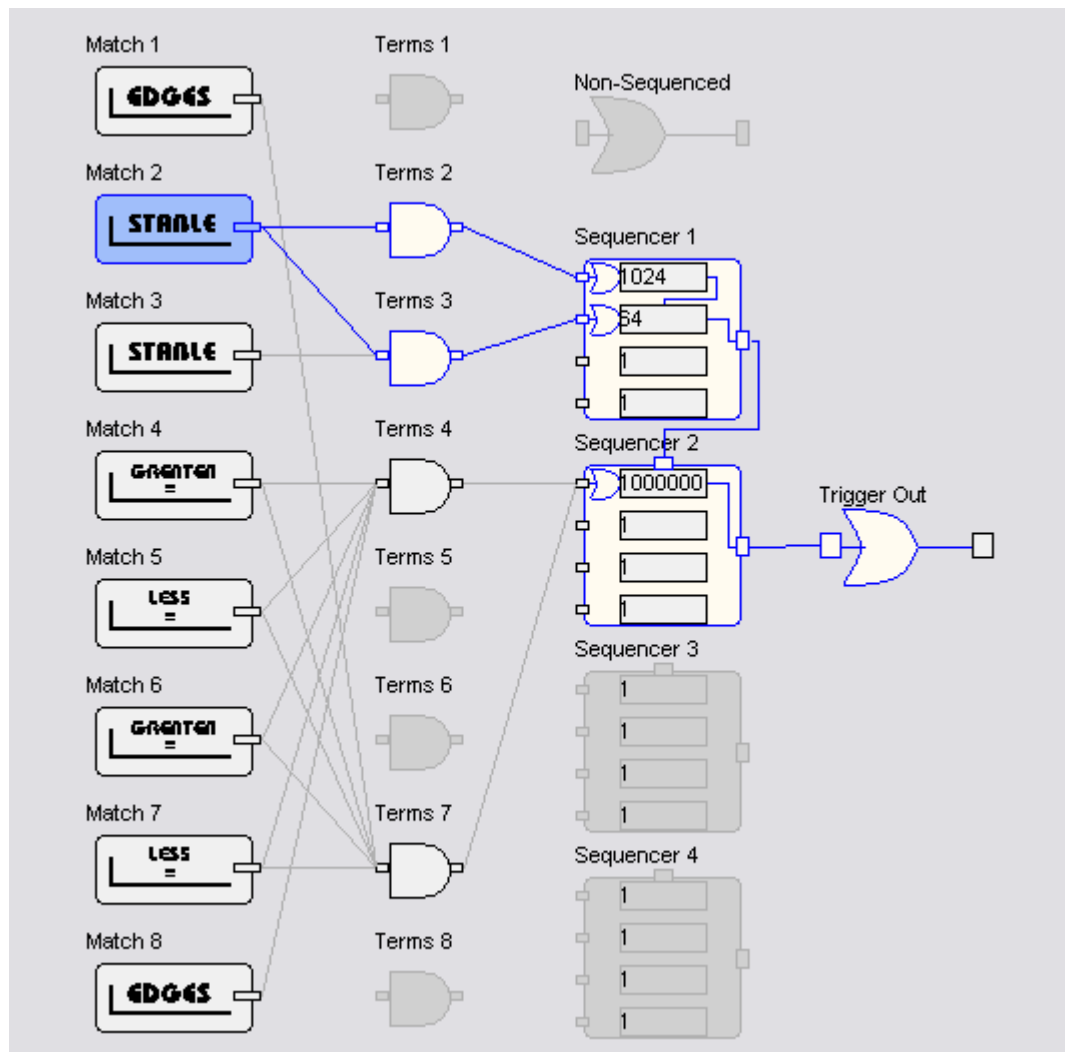 Match 1
EDGES
Match 2
STABLE
Match 3
STABLE
Match 4
GREATER
=
Match 5
LESS
=
Match 6
GREATER
=
Match 7
LESS
=
Match 8
EDGES
Terms 1
Terms 2
Terms 3
Terms 4
Terms 5
Terms 6
Terms 7
Terms 8
Non-Sequenced
Sequencer 1
1024
64
1
1
Sequencer 2
1000000
1
1
1
Sequencer 3
1
1
1
1
Sequencer 4
1
1
1
1
Trigger Out